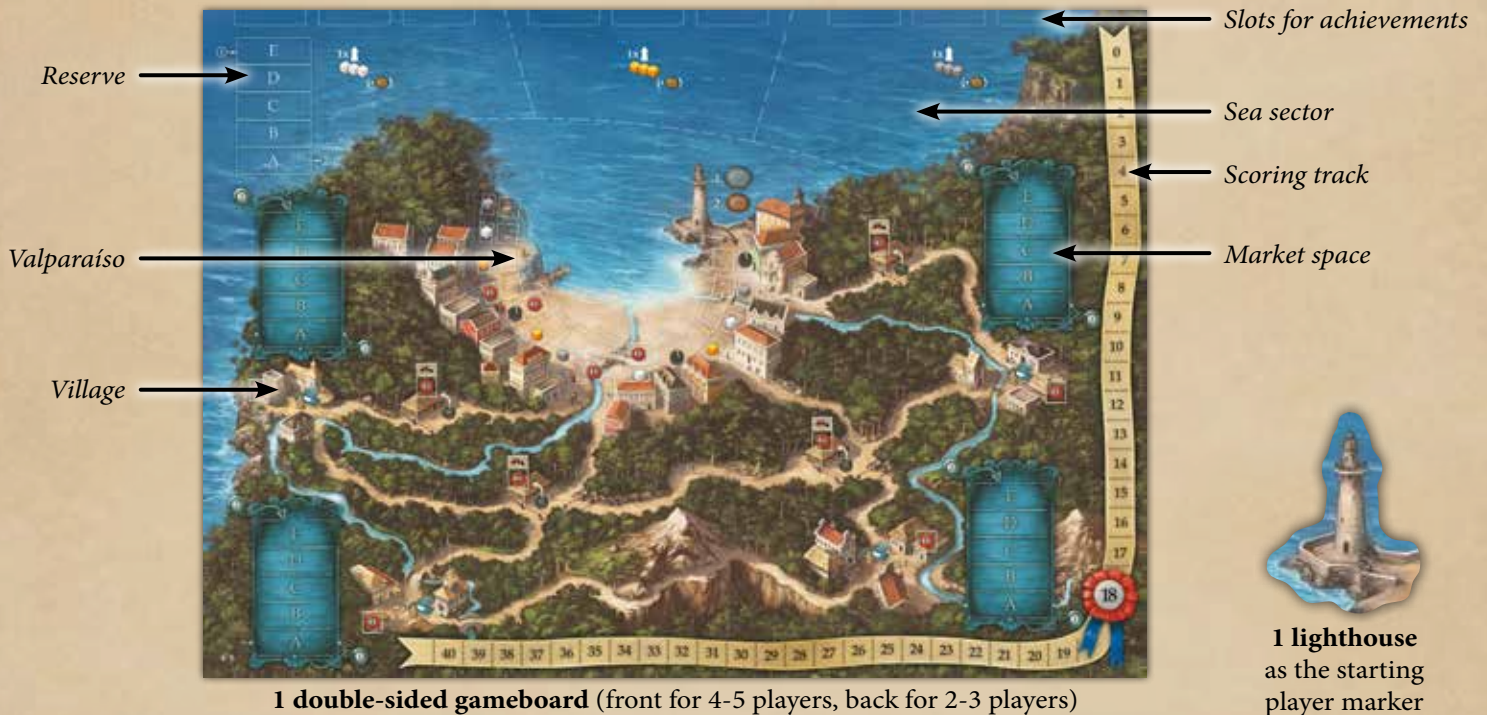 Slots for achievements
Reserve
Sea sector
Scoring track
Market space
Valparaíso
Village
E
D
C
B
A
1x
1x
1x
0
1
2
3
4
5
6
7
8
9
10
11
12
13
14
15
16
17
18
E
D
C
B
A
E
D
C
B
A
E
D
C
B
A
E
D
C
B
A
40 39 38 37 36 35 34 33 32 31 30 29 28 27 26 25 24 23 22 21 20 19
1 double-sided gameboard (front for 4-5 players, back for 2-3 players)
1 lighthouse
as the starting
player marker